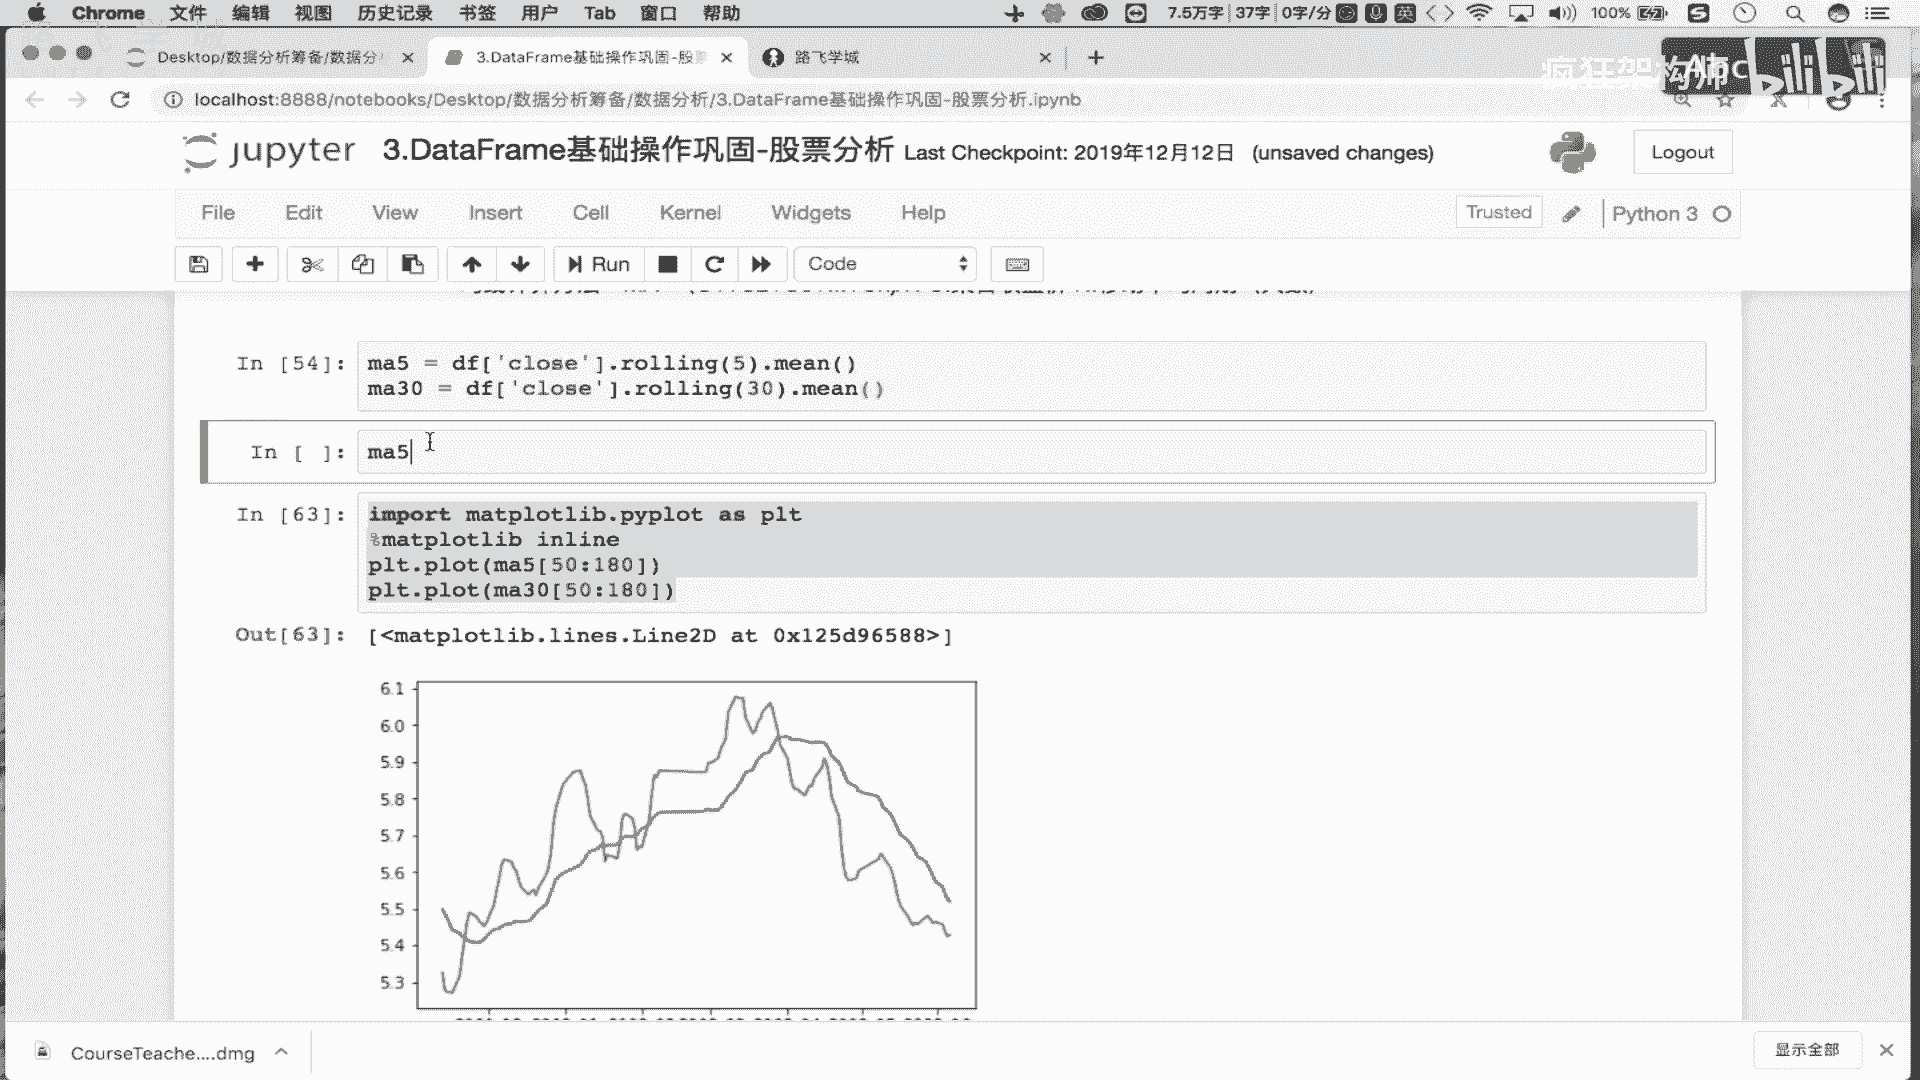 Chrome 文件 编辑 视图 历史记录 书签 用户 Tab 窗口 帮助 7.5万字 37字 0字/分 英 100%
Desktop/数据分析筹备/数据分
3.DataFrame基础操作巩固-股
路飞学城
疯狂架构师
Abc
bilibili
localhost:8888/notebooks/Desktop/数据分析筹备/数据分析/3.DataFrame基础操作巩固-股票分析.ipynb
jupyter 3.DataFrame基础操作巩固-股票分析 Last Checkpoint: 2019年12月12日 (unsaved changes)
Logout
File Edit View Insert Cell Kernel Widgets Help Trusted Python 3
Run Code
In [54]: ma5 = df['close'].rolling(5).mean()
ma30 = df['close'].rolling(30).mean()
In [ ]: ma5
In [63]: import matplotlib.pyplot as plt
%matplotlib inline
plt.plot(ma5[50:180])
plt.plot(ma30[50:180])
Out[63]: [<matplotlib.lines.Line2D at 0x125d96588>]
6.1
6.0
5.9
5.8
5.7
5.6
5.5
5.4
5.3
CourseTeache....dmg
显示全部